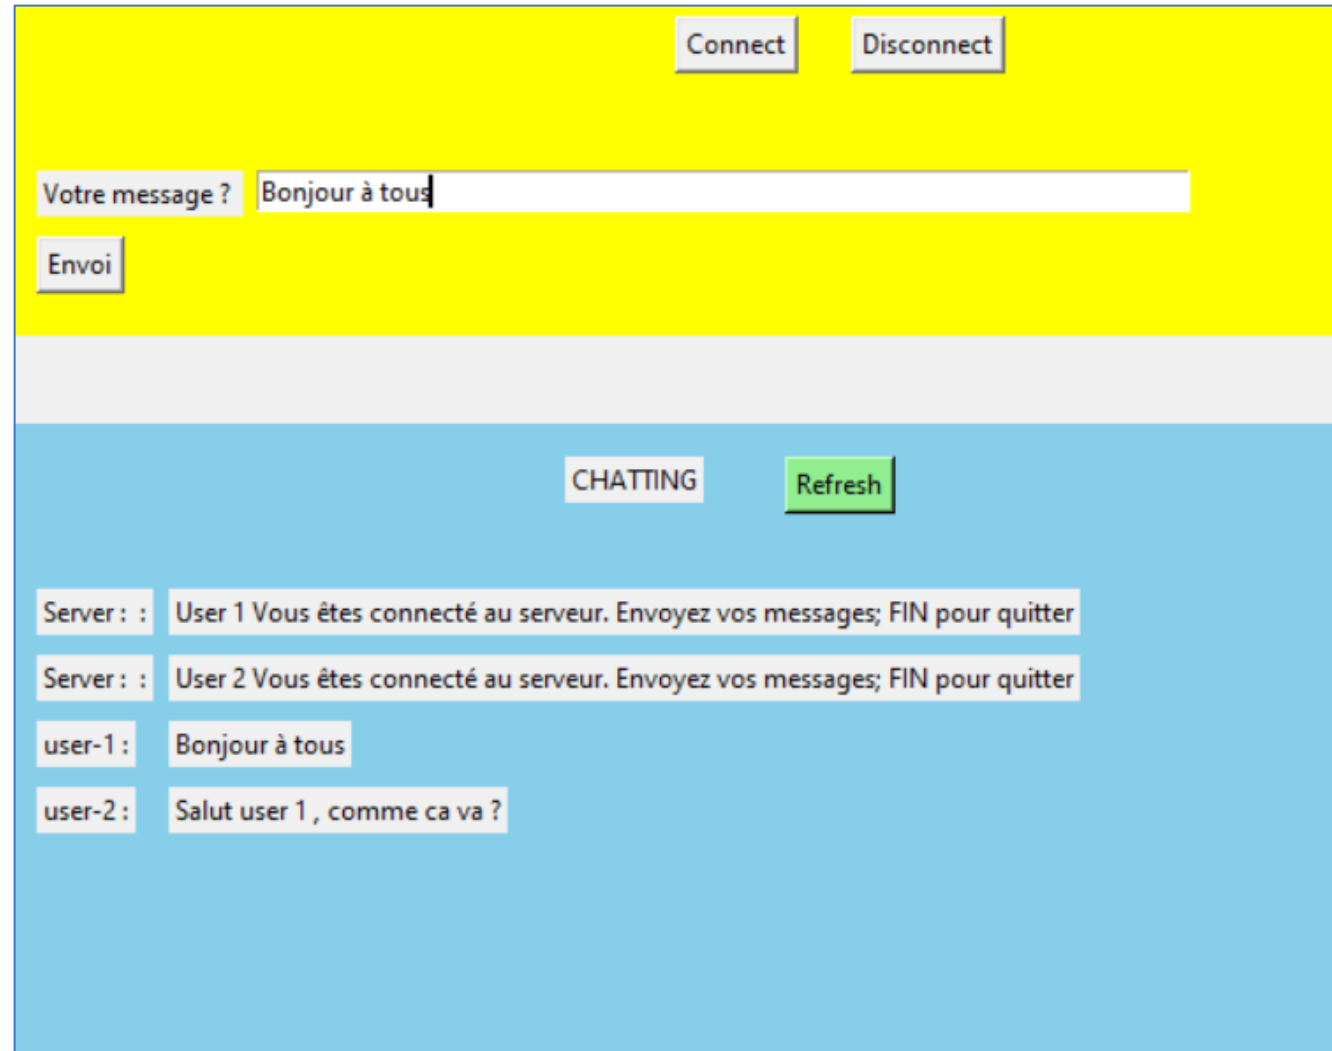 Connect Disconnect
Votre message ? Bonjour à tous
Envoi
CHATTING Refresh
Server :  : User 1 Vous êtes connecté au serveur. Envoyez vos messages; FIN pour quitter
Server :  : User 2 Vous êtes connecté au serveur. Envoyez vos messages; FIN pour quitter
user-1 : Bonjour à tous
user-2 : Salut user 1 , comme ca va ?